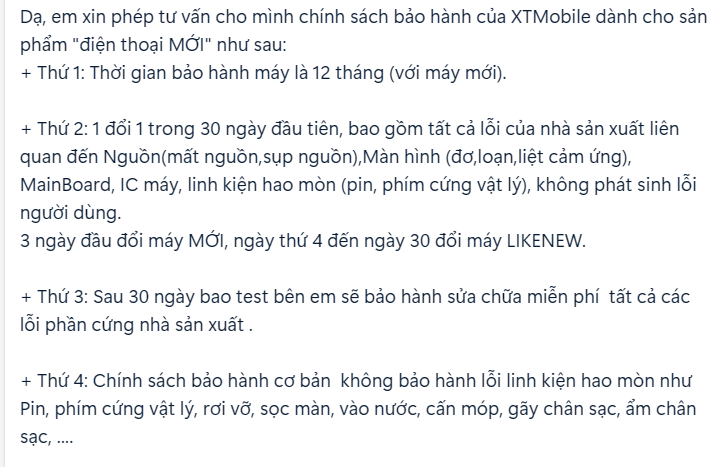 Dạ, em xin phép tư vấn cho mình chính sách bảo hành của XTMobile dành cho sản
phẩm "điện thoại MỚI" như sau:
+ Thứ 1: Thời gian bảo hành máy là 12 tháng (với máy mới).
+ Thứ 2: 1 đổi 1 trong 30 ngày đầu tiên, bao gồm tất cả lỗi của nhà sản xuất liên
quan đến Nguồn(mất nguồn,sụp nguồn),Màn hình (đơ,loạn,liệt cảm ứng),
MainBoard, IC máy, linh kiện hao mòn (pin, phím cứng vật lý), không phát sinh lỗi
người dùng.
3 ngày đầu đổi máy MỚI, ngày thứ 4 đến ngày 30 đổi máy LIKENEW.
+ Thứ 3: Sau 30 ngày bao test bên em sẽ bảo hành sửa chữa miễn phí  tất cả các
lỗi phần cứng nhà sản xuất .
+ Thứ 4: Chính sách bảo hành cơ bản  không bảo hành lỗi linh kiện hao mòn như
Pin, phím cứng vật lý, rơi vỡ, sọc màn, vào nước, cấn móp, gãy chân sạc, ẩm chân
sạc, ....